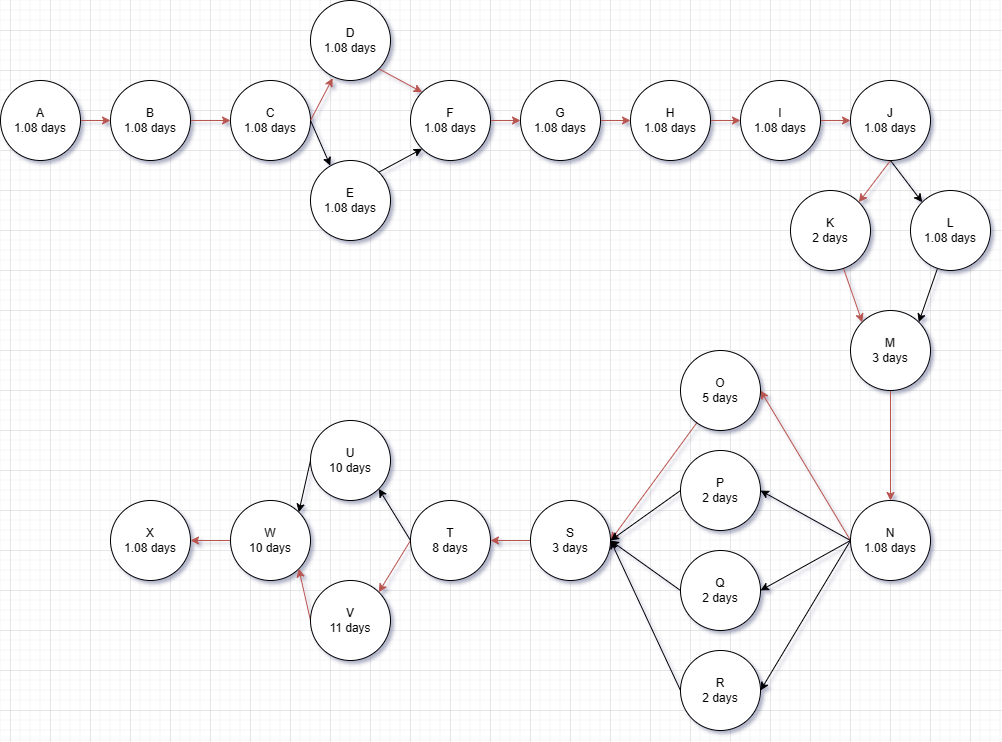 A
1.08 days
B
1.08 days
C
1.08 days
D
1.08 days
E
1.08 days
F
1.08 days
G
1.08 days
H
1.08 days
I
1.08 days
J
1.08 days
K
2 days
L
1.08 days
M
3 days
N
1.08 days
O
5 days
P
2 days
Q
2 days
R
2 days
S
3 days
T
8 days
U
10 days
V
11 days
W
10 days
X
1.08 days